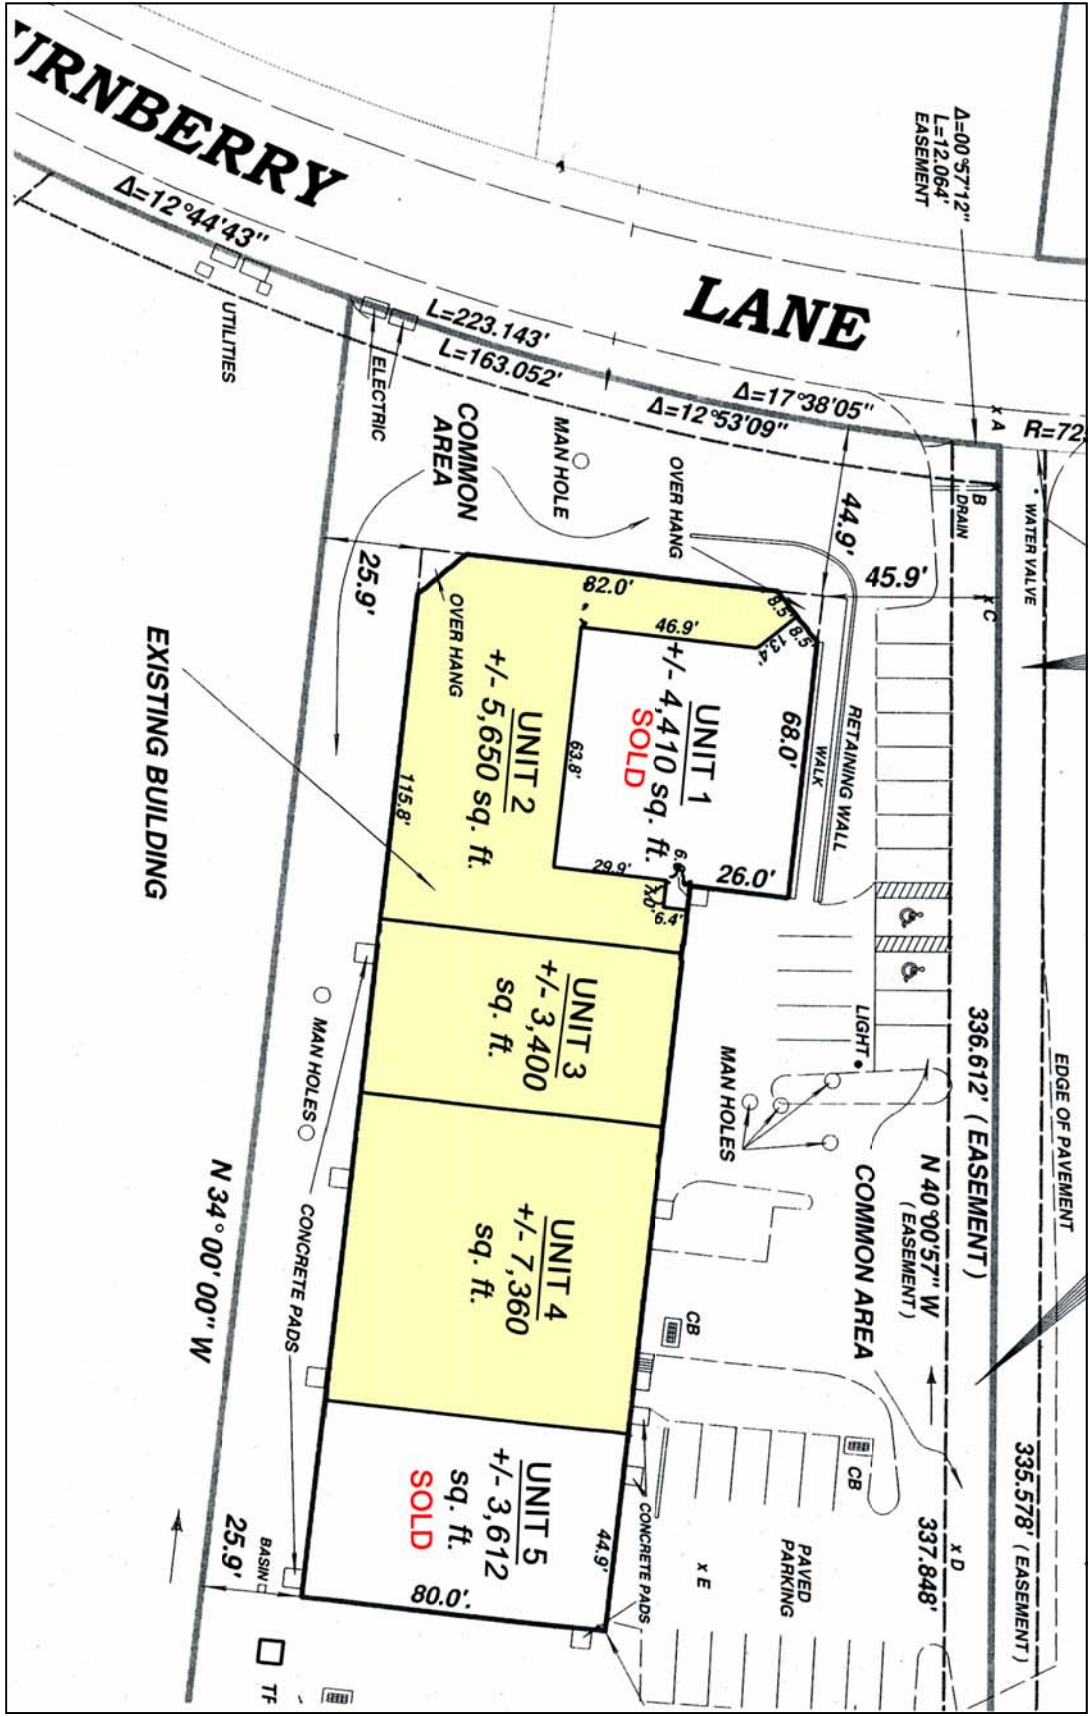 URNBERRY
LANE
Δ=00°57'12"
L=12.064'
EASEMENT
Δ=12°44'43"
L=223.143'
L=163.052'
Δ=17°38'05"
Δ=12°53'09"
x A
R=72
B
DRAIN
WATER VALVE
x C
UTILITIES
ELECTRIC
COMMON
AREA
MAN HOLE
OVER HANG
44.9'
45.9'
25.9'
OVER HANG
82.0'
8.5'
8.5'
13.4'
46.9'
68.0'
WALK
RETAINING WALL
UNIT 1
+/- 4,410 sq. ft.
SOLD
63.8'
29.9'
26.0'
6.4'
UNIT 2
+/- 5,650 sq. ft.
115.8'
EXISTING BUILDING
UNIT 3
+/- 3,400
sq. ft.
MAN HOLES
CONCRETE PADS
LIGHT
MAN HOLES
336.612' ( EASEMENT )
EDGE OF PAVEMENT
N 40°00'57" W
( EASEMENT )
COMMON AREA
N 34° 00' 00" W
UNIT 4
+/- 7,360
sq. ft.
CB
CB
UNIT 5
+/- 3,612
sq. ft.
SOLD
44.9'
80.0'
CONCRETE PADS
x E
PAVED
PARKING
x D
337.848'
335.578' ( EASEMENT )
25.9'
BASIN
TF